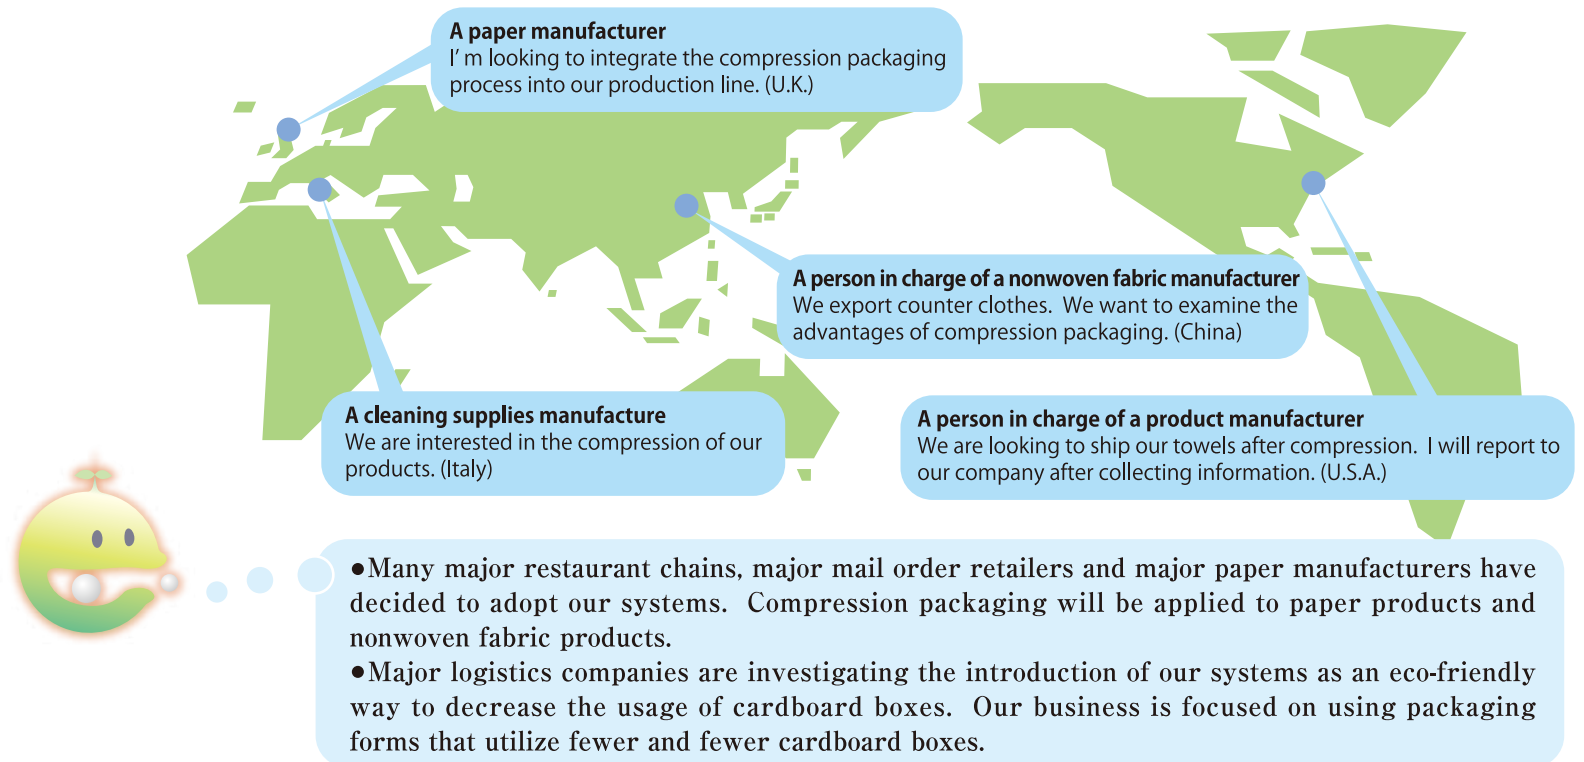 A paper manufacturer
I’ m looking to integrate the compression packaging
process into our production line. (U.K.)
A person in charge of a nonwoven fabric manufacturer
We export counter clothes.  We want to examine the
advantages of compression packaging. (China)
A cleaning supplies manufacture
We are interested in the compression of our
products. (Italy)
A person in charge of a product manufacturer
We are looking to ship our towels after compression.  I will report to
our company after collecting information. (U.S.A.)
●Many major restaurant chains, major mail order retailers and major paper manufacturers have
decided to adopt our systems.  Compression packaging will be applied to paper products and
nonwoven fabric products.
●Major logistics companies are investigating the introduction of our systems as an eco-friendly
way to decrease the usage of cardboard boxes.  Our business is focused on using packaging
forms that utilize fewer and fewer cardboard boxes.